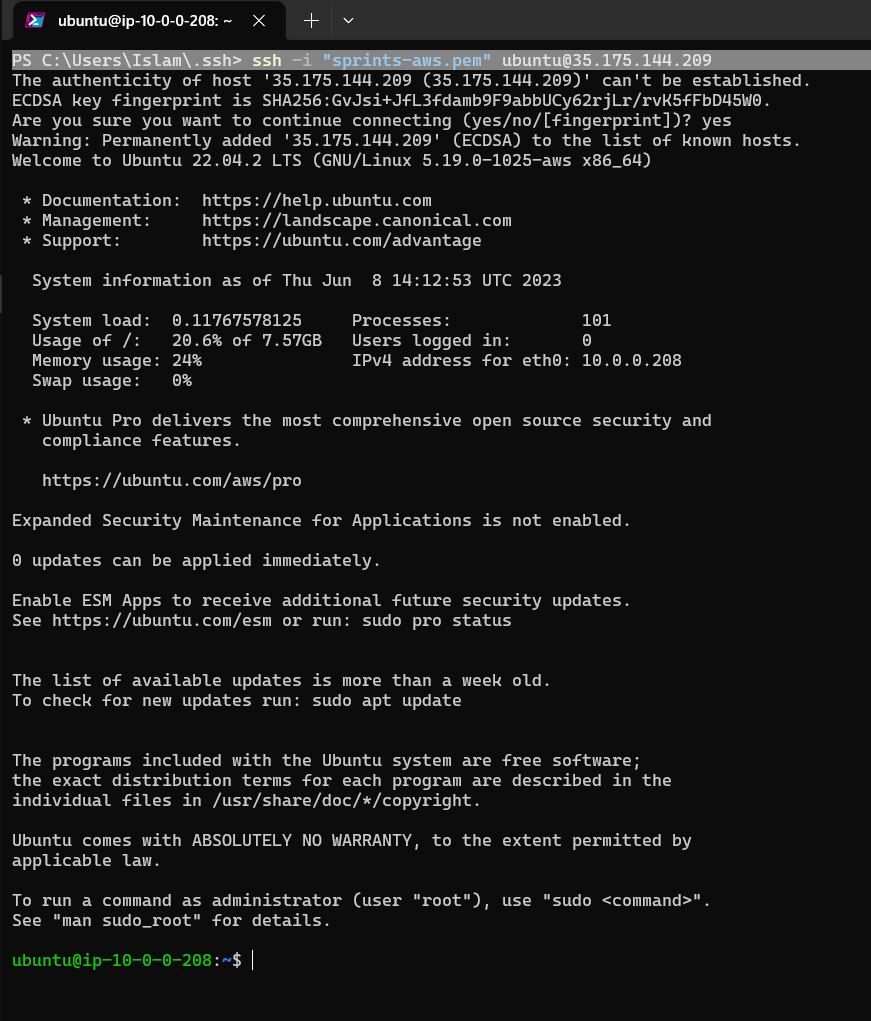 ubuntu@ip-10-0-0-208: ~
PS C:\Users\Islam\.ssh> ssh -i "sprints-aws.pem" ubuntu@35.175.144.209
The authenticity of host '35.175.144.209 (35.175.144.209)' can't be established.
ECDSA key fingerprint is SHA256:GvJsi+JfL3fdamb9F9abbUCy62rjLr/rvK5fFbD45W0.
Are you sure you want to continue connecting (yes/no/[fingerprint])? yes
Warning: Permanently added '35.175.144.209' (ECDSA) to the list of known hosts.
Welcome to Ubuntu 22.04.2 LTS (GNU/Linux 5.19.0-1025-aws x86_64)

 * Documentation:  https://help.ubuntu.com
 * Management:     https://landscape.canonical.com
 * Support:        https://ubuntu.com/advantage

  System information as of Thu Jun  8 14:12:53 UTC 2023

  System load:  0.11767578125     Processes:             101
  Usage of /:   20.6% of 7.57GB   Users logged in:       0
  Memory usage: 24%               IPv4 address for eth0: 10.0.0.208
  Swap usage:   0%

 * Ubuntu Pro delivers the most comprehensive open source security and
   compliance features.

   https://ubuntu.com/aws/pro

Expanded Security Maintenance for Applications is not enabled.

0 updates can be applied immediately.

Enable ESM Apps to receive additional future security updates.
See https://ubuntu.com/esm or run: sudo pro status


The list of available updates is more than a week old.
To check for new updates run: sudo apt update


The programs included with the Ubuntu system are free software;
the exact distribution terms for each program are described in the
individual files in /usr/share/doc/*/copyright.

Ubuntu comes with ABSOLUTELY NO WARRANTY, to the extent permitted by
applicable law.

To run a command as administrator (user "root"), use "sudo <command>".
See "man sudo_root" for details.

ubuntu@ip-10-0-0-208:~$